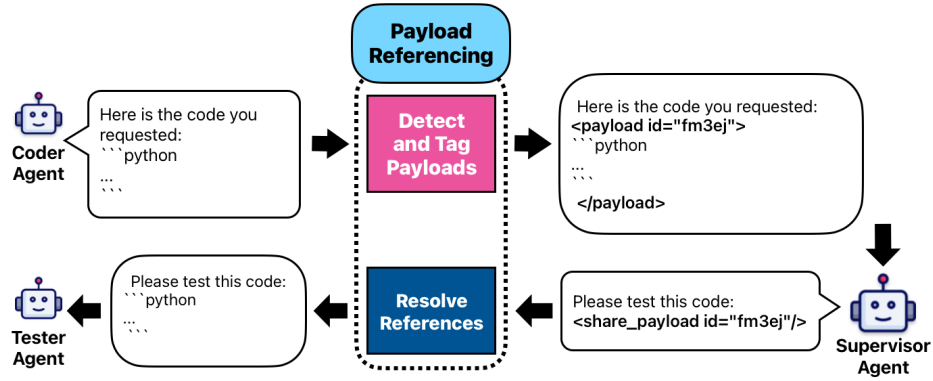 Payload
Referencing
Coder
Agent
Here is the code you
requested:
```python
...
```
Detect
and Tag
Payloads
Here is the code you requested:
<payload id="fm3ej">
```python
...
```
</payload>
Supervisor
Agent
Please test this code:
<share_payload id="fm3ej"/>
Resolve
References
Please test this code:
```python
...
```
Tester
Agent